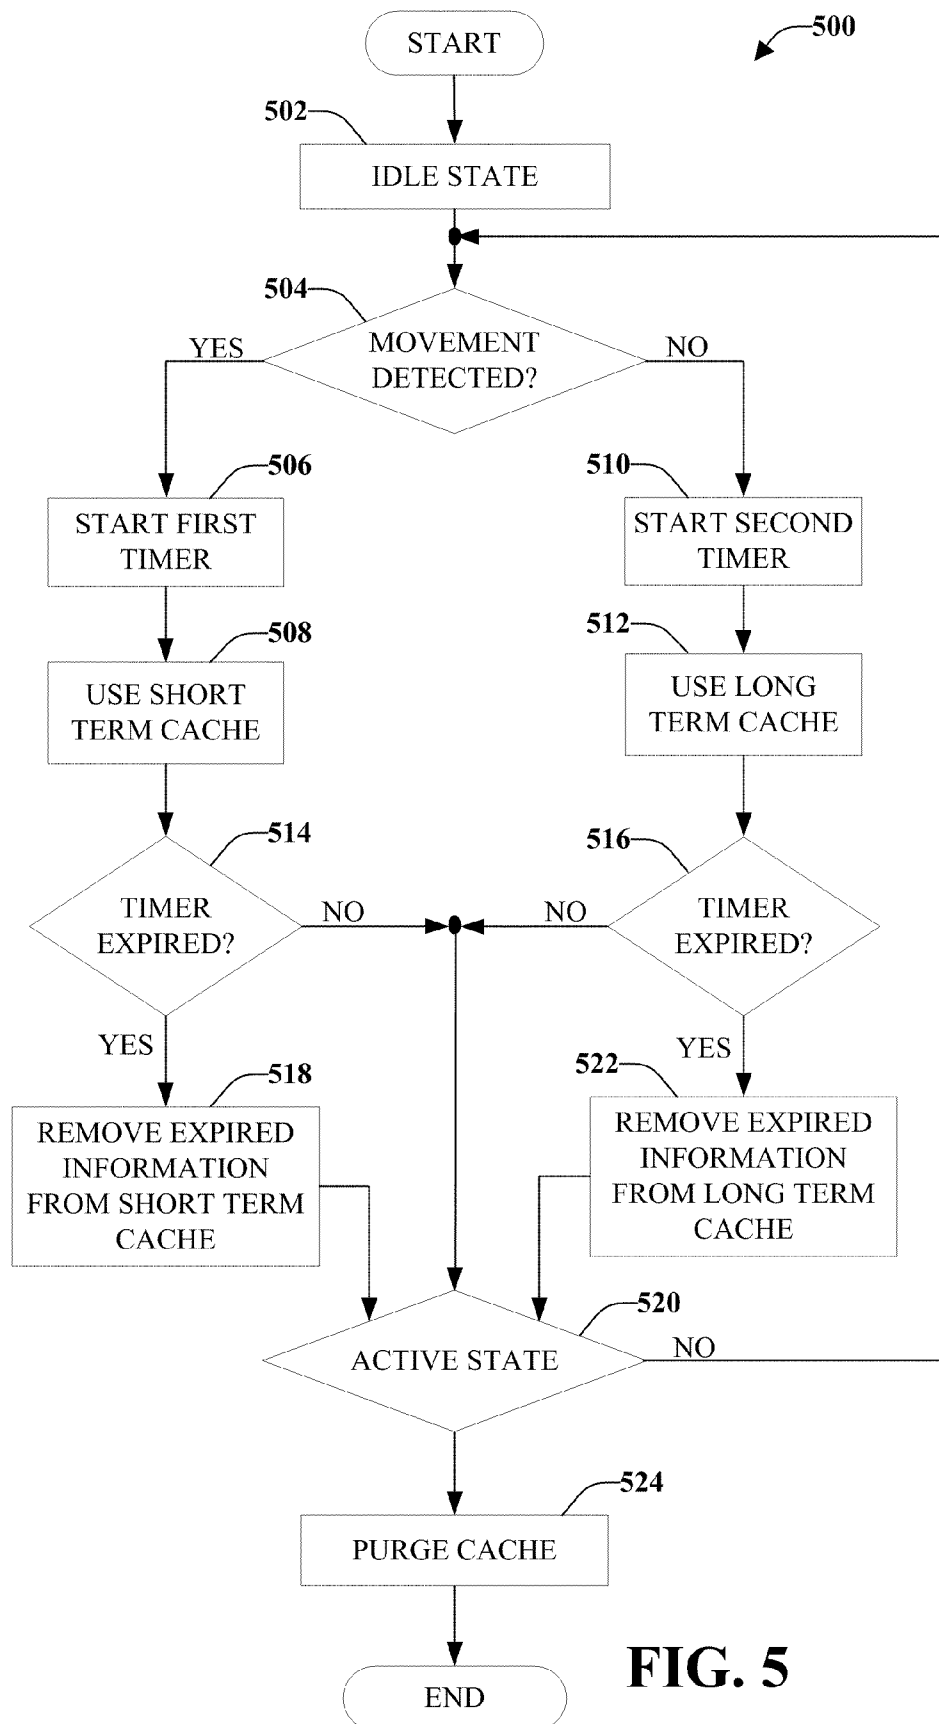 START
500
502
IDLE STATE
504
MOVEMENT
DETECTED?
YES
NO
506
START FIRST
TIMER
510
START SECOND
TIMER
508
USE SHORT
TERM CACHE
512
USE LONG
TERM CACHE
514
TIMER
EXPIRED?
NO
516
TIMER
EXPIRED?
NO
YES
YES
518
REMOVE EXPIRED
INFORMATION
FROM SHORT TERM
CACHE
522
REMOVE EXPIRED
INFORMATION
FROM LONG TERM
CACHE
520
ACTIVE STATE
NO
524
PURGE CACHE
END
FIG. 5